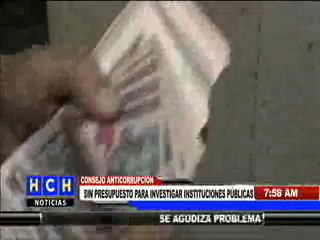 CONSEJO ANTICORRUPCIÓN
HCH
SIN PRESUPUESTO PARA INVESTIGAR INSTITUCIONES PÚBLICAS
7:58 AM
NOTICIAS
SE AGUDIZA PROBLEMA